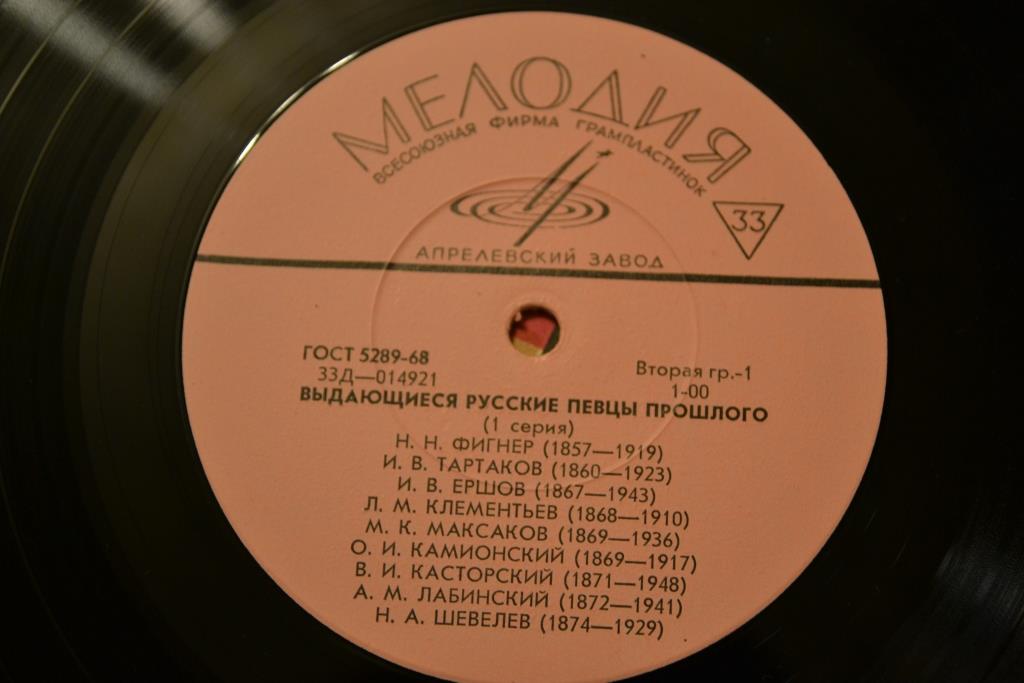 МЕЛОДИЯ
ВСЕСОЮЗНАЯ ФИРМА ГРАМПЛАСТИНОК
33
АПРЕЛЕВСКИЙ ЗАВОД
ГОСТ 5289-68
Вторая гр.-1
33Д—014921
1-00
ВЫДАЮЩИЕСЯ РУССКИЕ ПЕВЦЫ ПРОШЛОГО
(1 серия)
Н. Н. ФИГНЕР (1857—1919)
И. В. ТАРТАКОВ (1860—1923)
И. В. ЕРШОВ (1867—1943)
Л. М. КЛЕМЕНТЬЕВ (1868—1910)
М. К. МАКСАКОВ (1869—1936)
О. И. КАМИОНСКИЙ (1869—1917)
В. И. КАСТОРСКИЙ (1871—1948)
А. М. ЛАБИНСКИЙ (1872—1941)
Н. А. ШЕВЕЛЕВ (1874—1929)